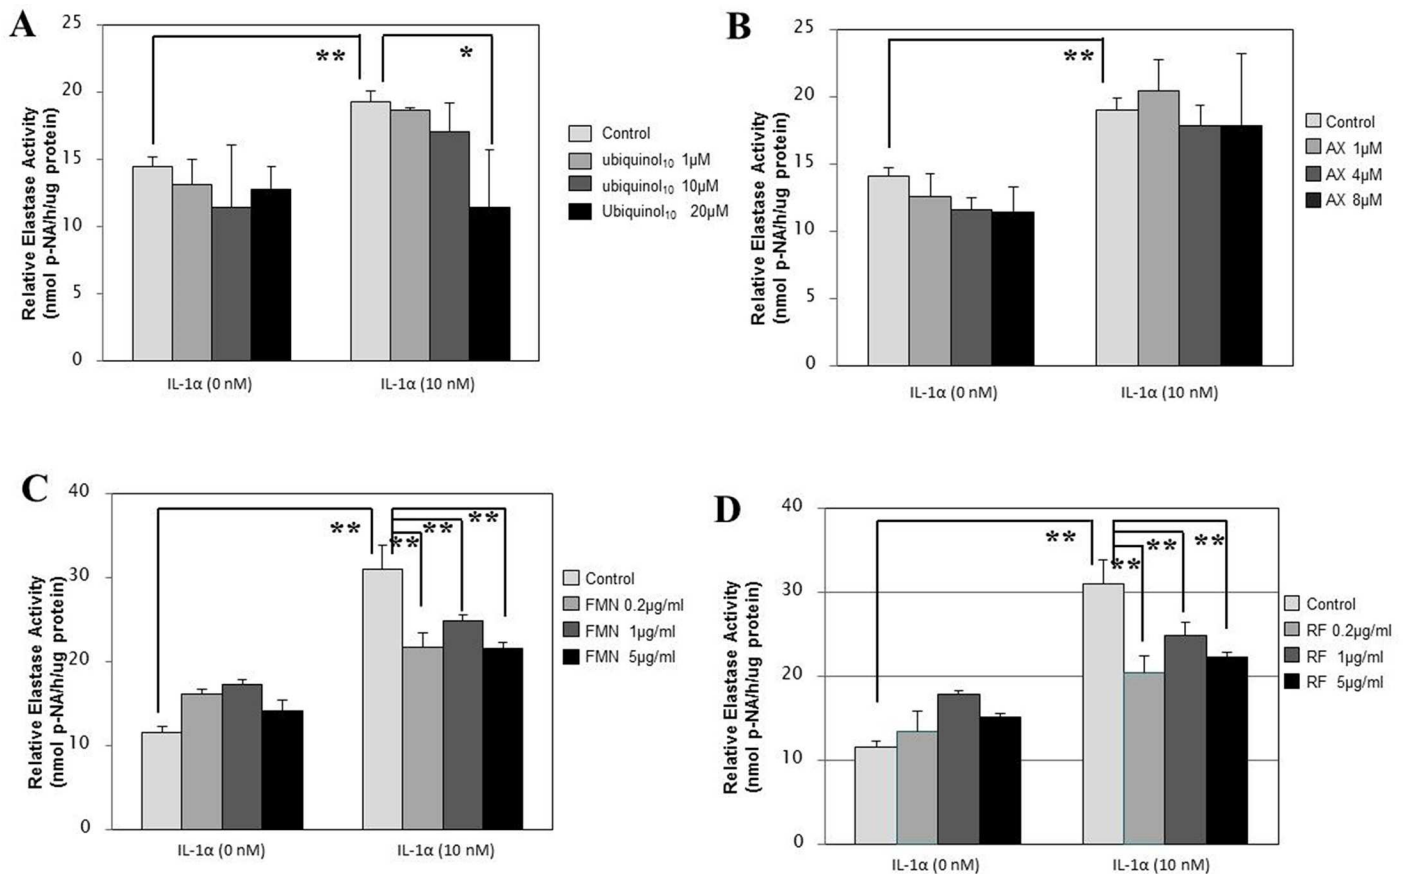 A
25
20
15
10
5
0
Relative Elastase Activity
(nmol p-NA/h/ug protein)
**
*
IL-1α (0 nM)
IL-1α (10 nM)
Control
ubiquinol₁₀ 1µM
ubiquinol₁₀ 10µM
Ubiquinol₁₀ 20µM
B
25
20
15
10
5
0
Relative Elastase Activity
(nmol p-NA/h/ug protein)
**
IL-1α (0 nM)
IL-1α (10 nM)
Control
AX 1µM
AX 4µM
AX 8µM
C
40
30
20
10
0
Relative Elastase Activity
(nmol p-NA/h/ug protein)
**
**
**
**
IL-1α (0 nM)
IL-1α (10 nM)
Control
FMN 0.2µg/ml
FMN 1µg/ml
FMN 5µg/ml
D
40
30
20
10
0
Relative Elastase Activity
(nmol p-NA/h/ug protein)
**
**
**
**
IL-1α (0 nM)
IL-1α (10 nM)
Control
RF 0.2µg/ml
RF 1µg/ml
RF 5µg/ml